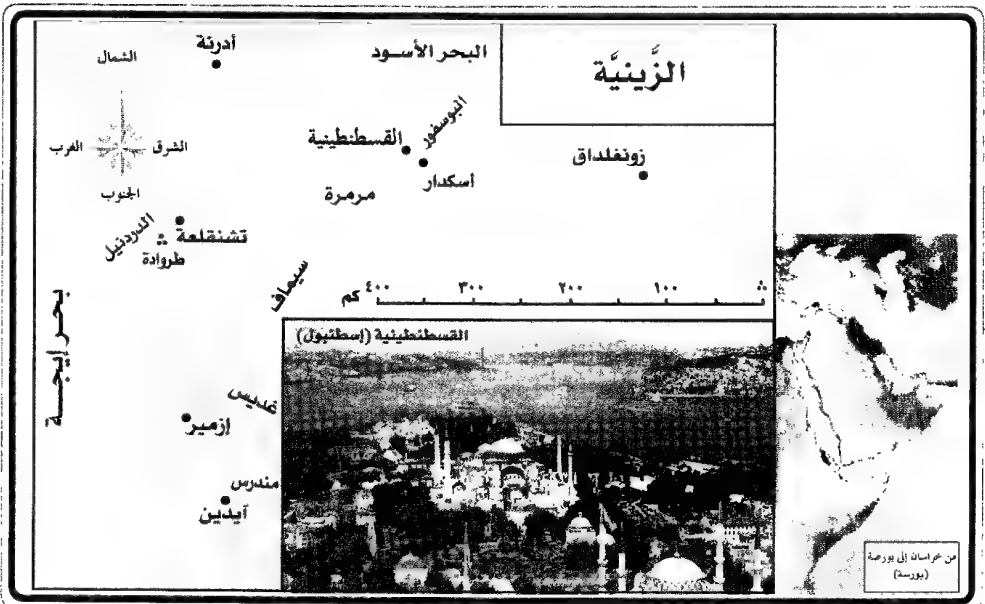 الزَّينيَّة
البحر الأسود
أدرنة
الشمال
الغرب
الشرق
الجنوب
البوسفور
القسطنطينية
أسكدار
زونغلداق
مرمرة
الدردنيل
تشنقلعة
طروادة
سيماف
كم ٤٠٠ ٣٠٠ ٢٠٠ ١٠٠
بحر إيجة
القسطنطينية (إسطنبول)
غديس
إزمير
مندرس
آيدين
من خراسان إلى بورصة
(بورسة)